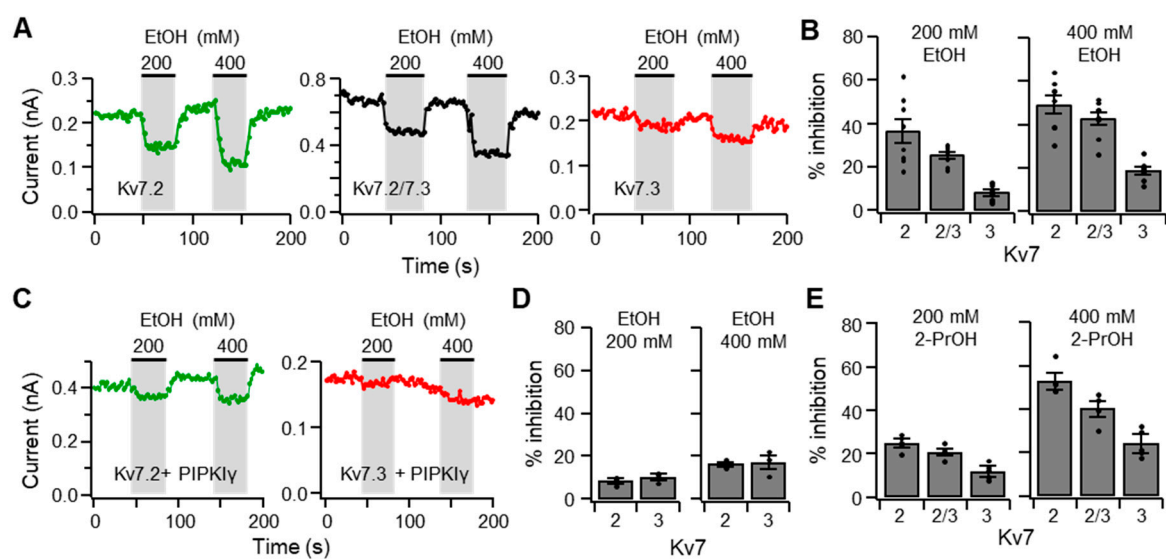 A
EtOH (mM)
200 400
EtOH (mM)
200 400
EtOH (mM)
200 400
Current (nA)
0.3
0.2
0.1
0.0
Kv7.2
0.8
0.4
0.0
Kv7.2/7.3
0.3
0.2
0.1
0.0
Kv7.3
0 100 200
0 100 200
0 100 200
Time (s)
B
200 mM
EtOH
400 mM
EtOH
% inhibition
80
60
40
20
0
2 2/3 3
2 2/3 3
Kv7
C
EtOH (mM)
200 400
EtOH (mM)
200 400
Current (nA)
0.4
0.2
0.0
Kv7.2+ PIPKIγ
0.2
0.1
0.0
Kv7.3 + PIPKIγ
0 100 200
0 100 200
Time (s)
D
EtOH
200 mM
EtOH
400 mM
% inhibition
80
60
40
20
0
2 3
2 3
Kv7
E
200 mM
2-PrOH
400 mM
2-PrOH
% inhibition
80
60
40
20
0
2 2/3 3
2 2/3 3
Kv7